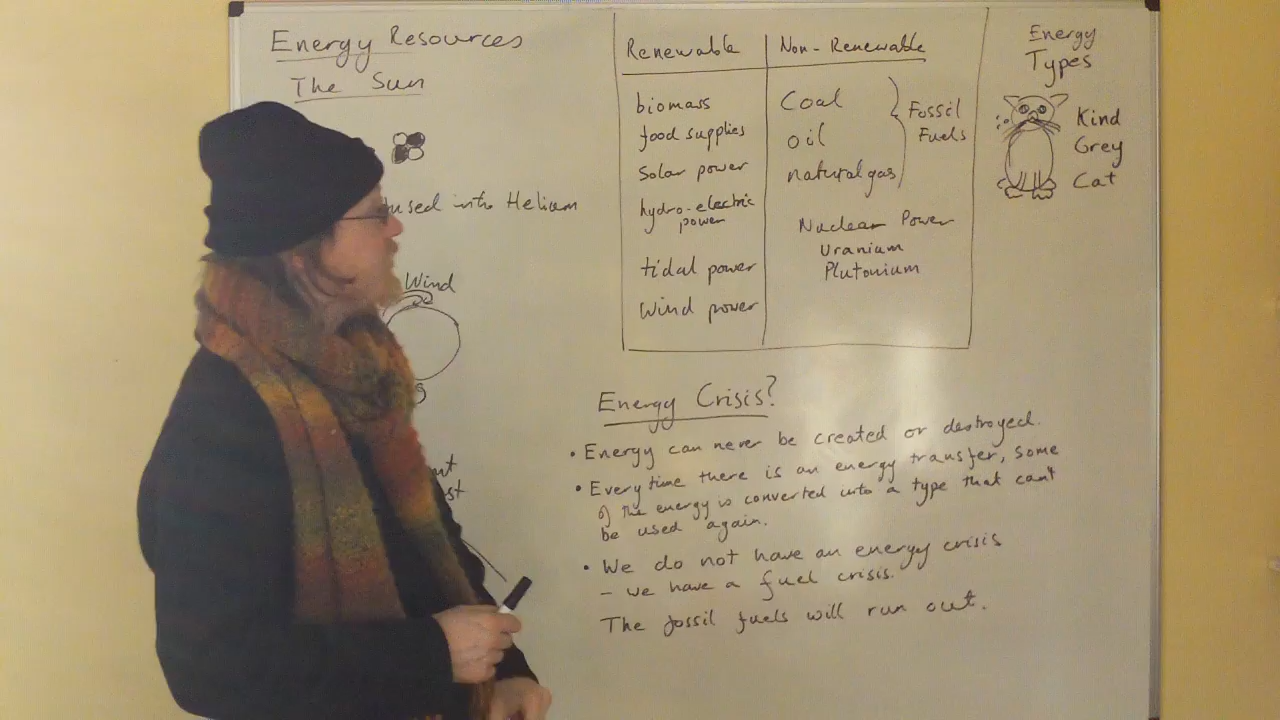 Energy Resources
The Sun
fused into Helium
Wind
Renewable
biomass
food supplies
Solar power
hydro-electric
power
tidal power
Wind power
Non-Renewable
Coal
oil
natural gas
Fossil
Fuels
Nuclear Power
Uranium
Plutonium
Energy
Types
Kind
Grey
Cat
Energy Crisis?
• Energy can never be created or destroyed.
• Every time there is an energy transfer, some
of the energy is converted into a type that can't
be used again.
• We do not have an energy crisis
- we have a fuel crisis.
The fossil fuels will run out.